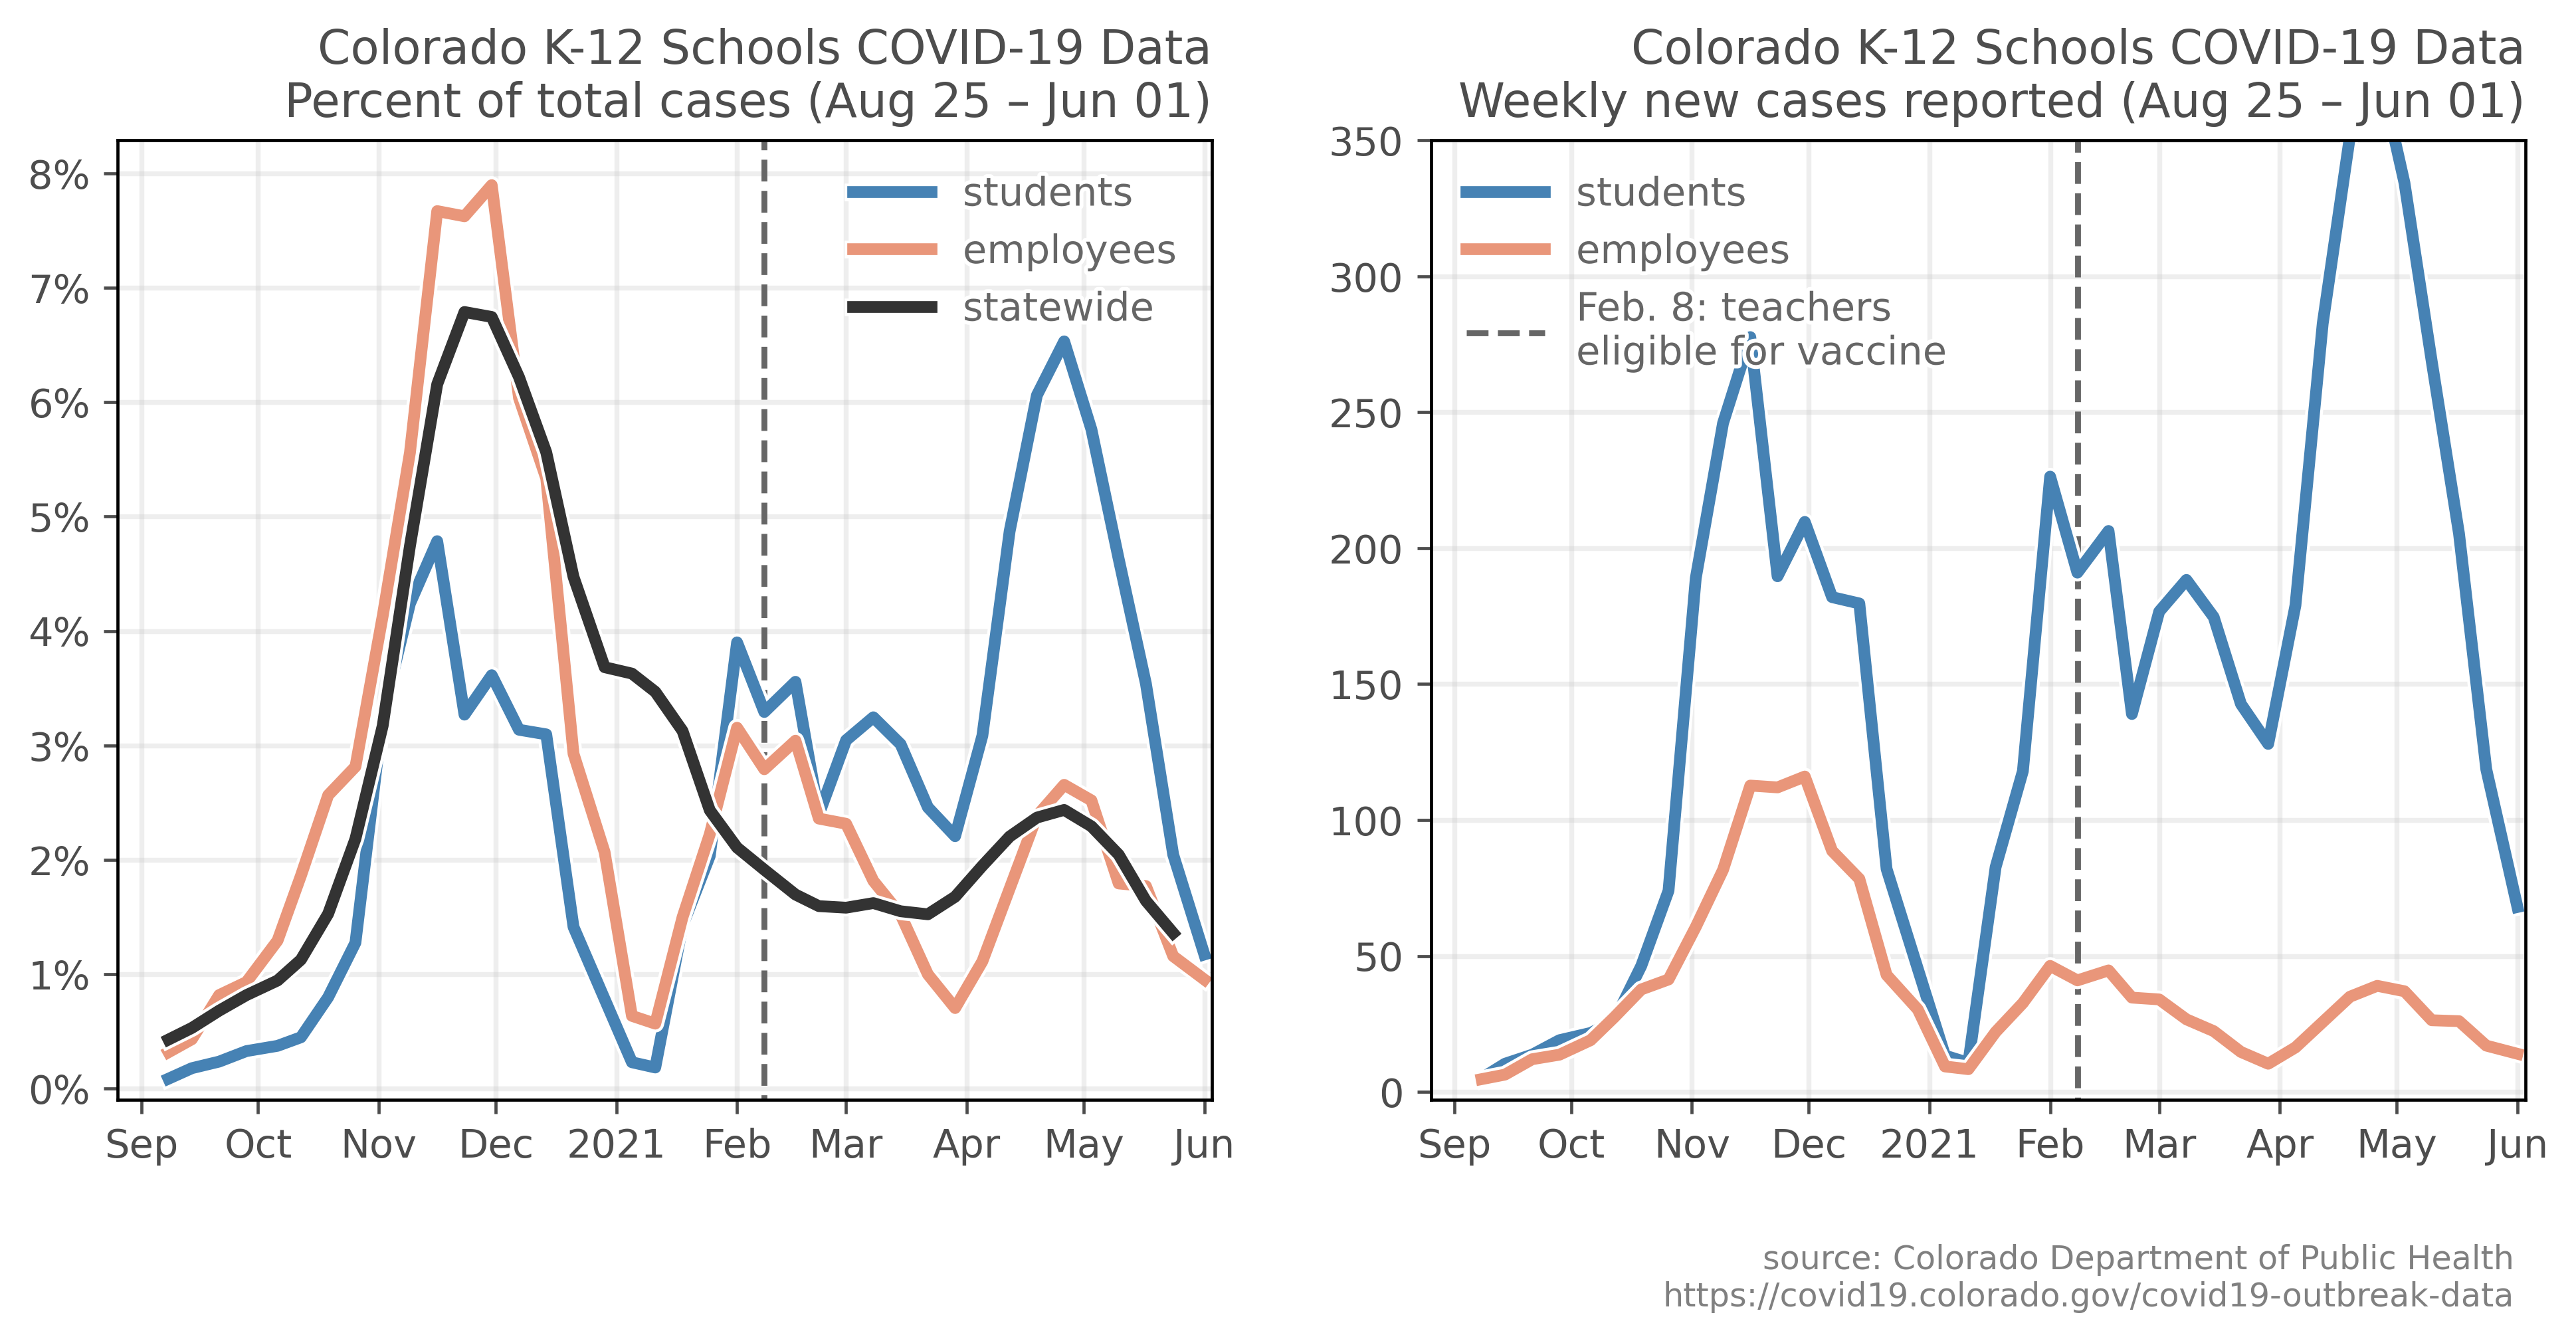 Colorado K-12 Schools COVID-19 Data
Percent of total cases (Aug 25 – Jun 01)
8%
7%
6%
5%
4%
3%
2%
1%
0%
students
employees
statewide
Sep Oct Nov Dec 2021 Feb Mar Apr May Jun
Colorado K-12 Schools COVID-19 Data
Weekly new cases reported (Aug 25 – Jun 01)
350
300
250
200
150
100
50
0
students
employees
Feb. 8: teachers
eligible for vaccine
Sep Oct Nov Dec 2021 Feb Mar Apr May Jun
source: Colorado Department of Public Health
https://covid19.colorado.gov/covid19-outbreak-data